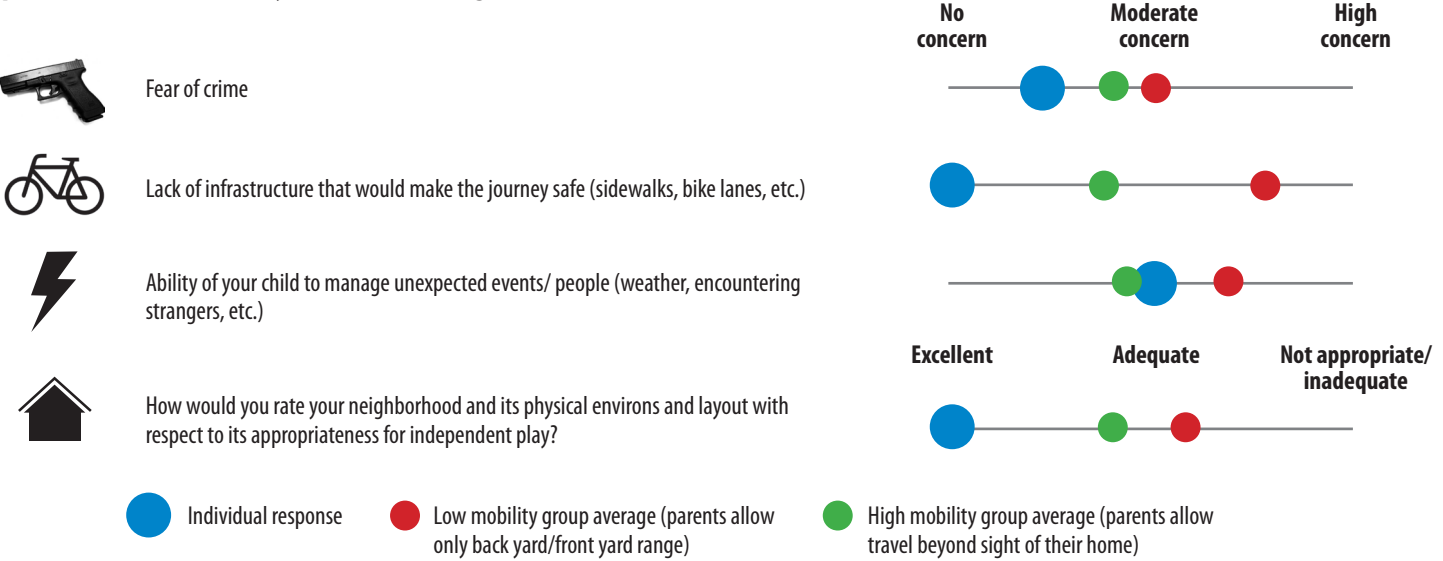 No
concern
Moderate
concern
High
concern
Fear of crime
Lack of infrastructure that would make the journey safe (sidewalks, bike lanes, etc.)
Ability of your child to manage unexpected events/ people (weather, encountering
strangers, etc.)
Excellent
Adequate
Not appropriate/
inadequate
How would you rate your neighborhood and its physical environs and layout with
respect to its appropriateness for independent play?
Individual response
Low mobility group average (parents allow
only back yard/front yard range)
High mobility group average (parents allow
travel beyond sight of their home)